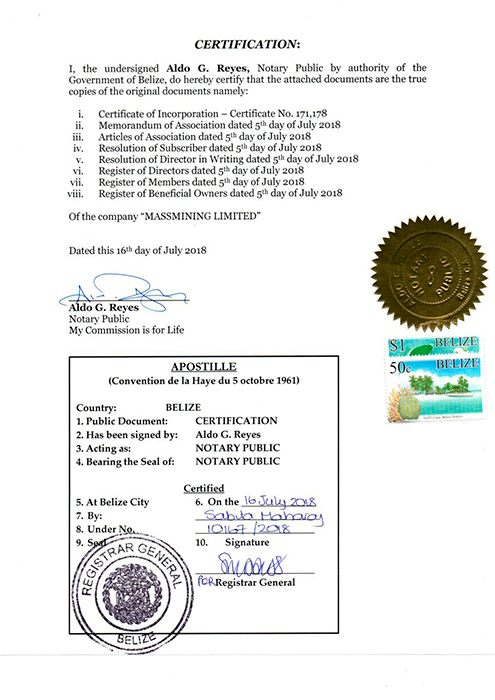 CERTIFICATION:
I, the undersigned Aldo G. Reyes, Notary Public by authority of the
Government of Belize, do hereby certify that the attached documents are the true
copies of the original documents namely:
i. Certificate of Incorporation – Certificate No. 171,178
ii. Memorandum of Association dated 5th day of July 2018
iii. Articles of Association dated 5th day of July 2018
iv. Resolution of Subscriber dated 5th day of July 2018
v. Resolution of Director in Writing dated 5th day of July 2018
vi. Register of Directors dated 5th day of July 2018
vii. Register of Members dated 5th day of July 2018
viii. Register of Beneficial Owners dated 5th day of July 2018
Of the company “MASSMINING LIMITED”
Dated this 16th day of July 2018
Aldo G. Reyes
Notary Public
My Commission is for Life
NOTARY PUBLIC
$1 BELIZE
50c BELIZE
APOSTILLE
(Convention de la Haye du 5 octobre 1961)
Country: BELIZE
1. Public Document: CERTIFICATION
2. Has been signed by: Aldo G. Reyes
3. Acting as: NOTARY PUBLIC
4. Bearing the Seal of: NOTARY PUBLIC
Certified
5. At Belize City 6. On the 16 July 2018
7. By: Sabita Maharaj
8. Under No. 10167/2018
9. Seal 10. Signature
FOR Registrar General
REGISTRAR GENERAL
BELIZE